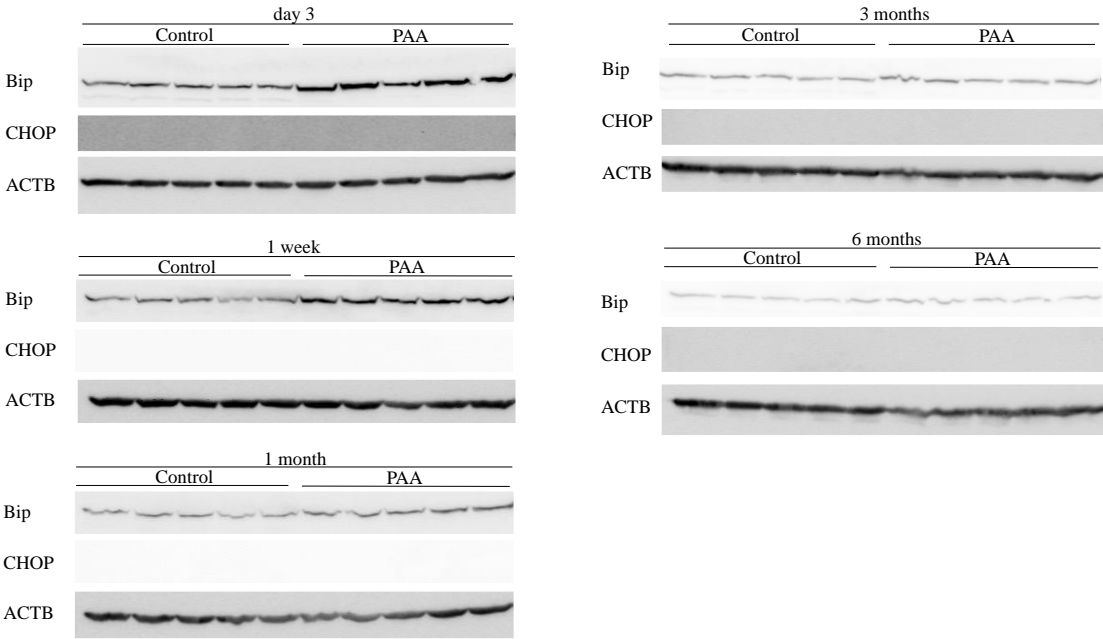 day 3
Control PAA
Bip
CHOP
ACTB
1 week
Control PAA
Bip
CHOP
ACTB
1 month
Control PAA
Bip
CHOP
ACTB
3 months
Control PAA
Bip
CHOP
ACTB
6 months
Control PAA
Bip
CHOP
ACTB